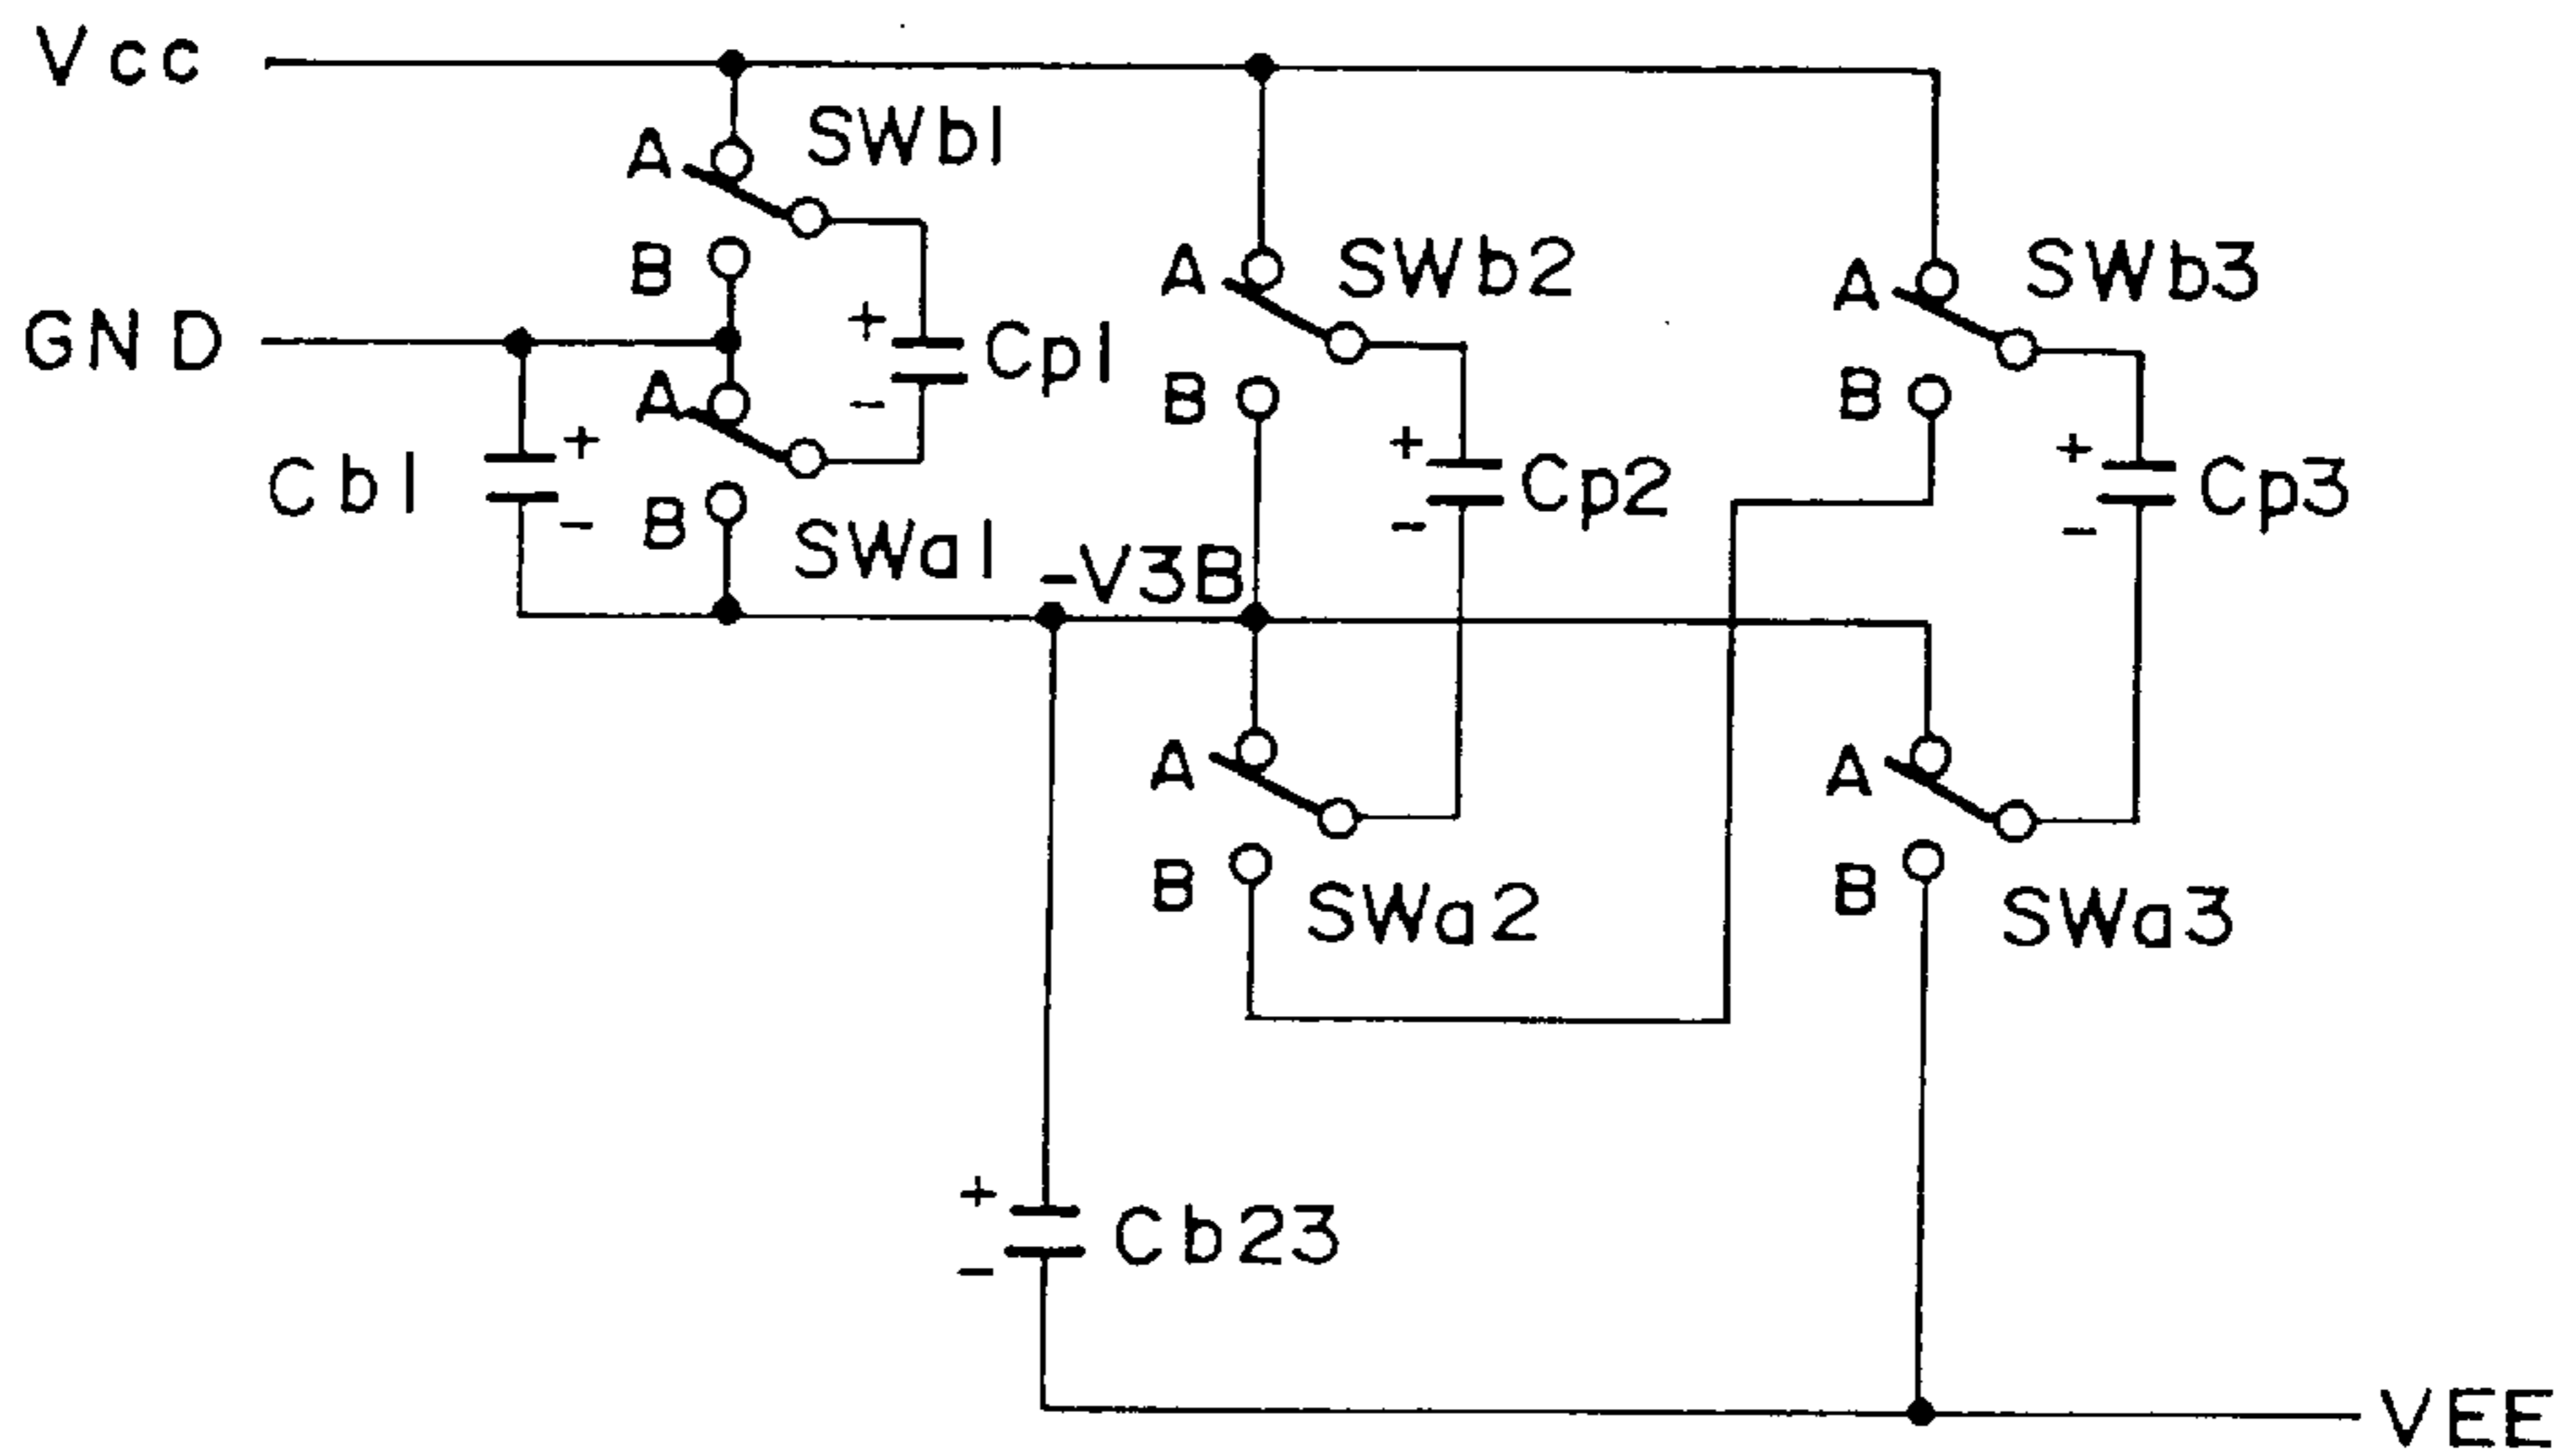 Vcc
SWb1
A
B
GND
A
+
Cp1
-
Cb1
+
-
B
SWa1
A
SWb2
B
+
Cp2
-
A
SWb3
B
+
Cp3
-
-V3B
A
B
SWa2
A
B
SWa3
+
Cb23
-
VEE